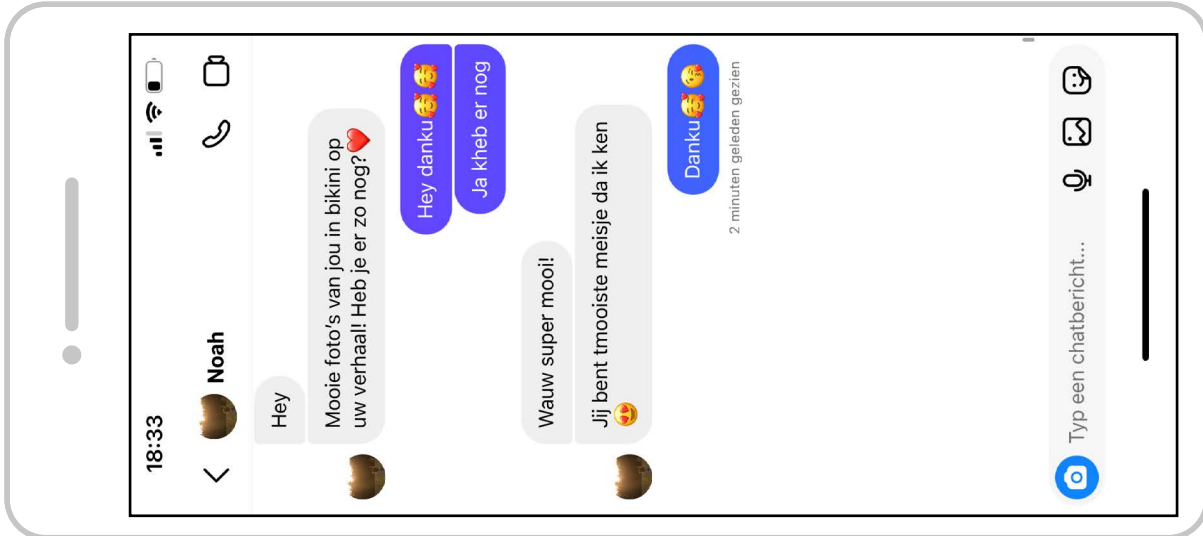 18:33
Noah
Hey
Mooie foto's van jou in bikini op
uw verhaal! Heb je er zo nog?❤️
Hey danku🥰🥰
Ja kheb er nog
Wauw super mooi!
Jij bent tmooiste meisje da ik ken
😍
Danku🥰😘
2 minuten geleden gezien
Typ een chatbericht...